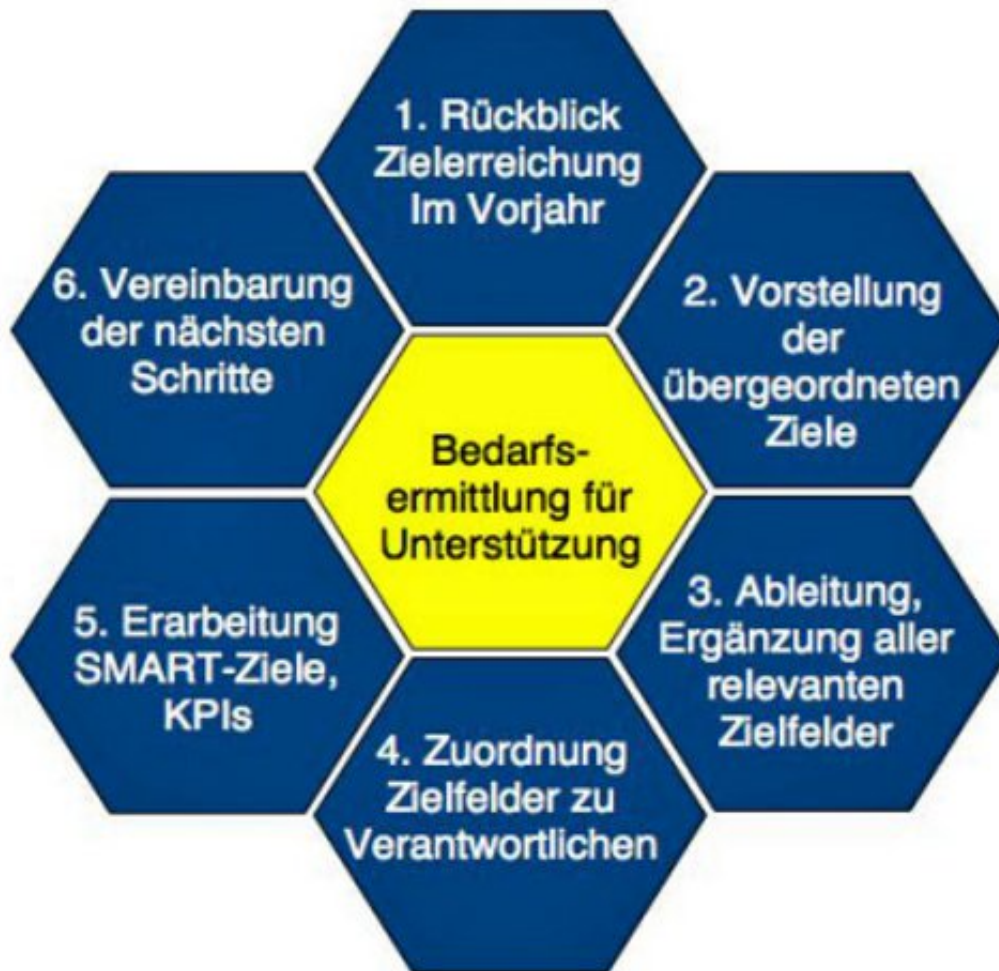 1. Rückblick
Zielerreichung
Im Vorjahr
2. Vorstellung
der
übergeordneten
Ziele
3. Ableitung,
Ergänzung aller
relevanten
Zielfelder
4. Zuordnung
Zielfelder zu
Verantwortlichen
5. Erarbeitung
SMART-Ziele,
KPIs
6. Vereinbarung
der nächsten
Schritte
Bedarfs-
ermittlung für
Unterstützung